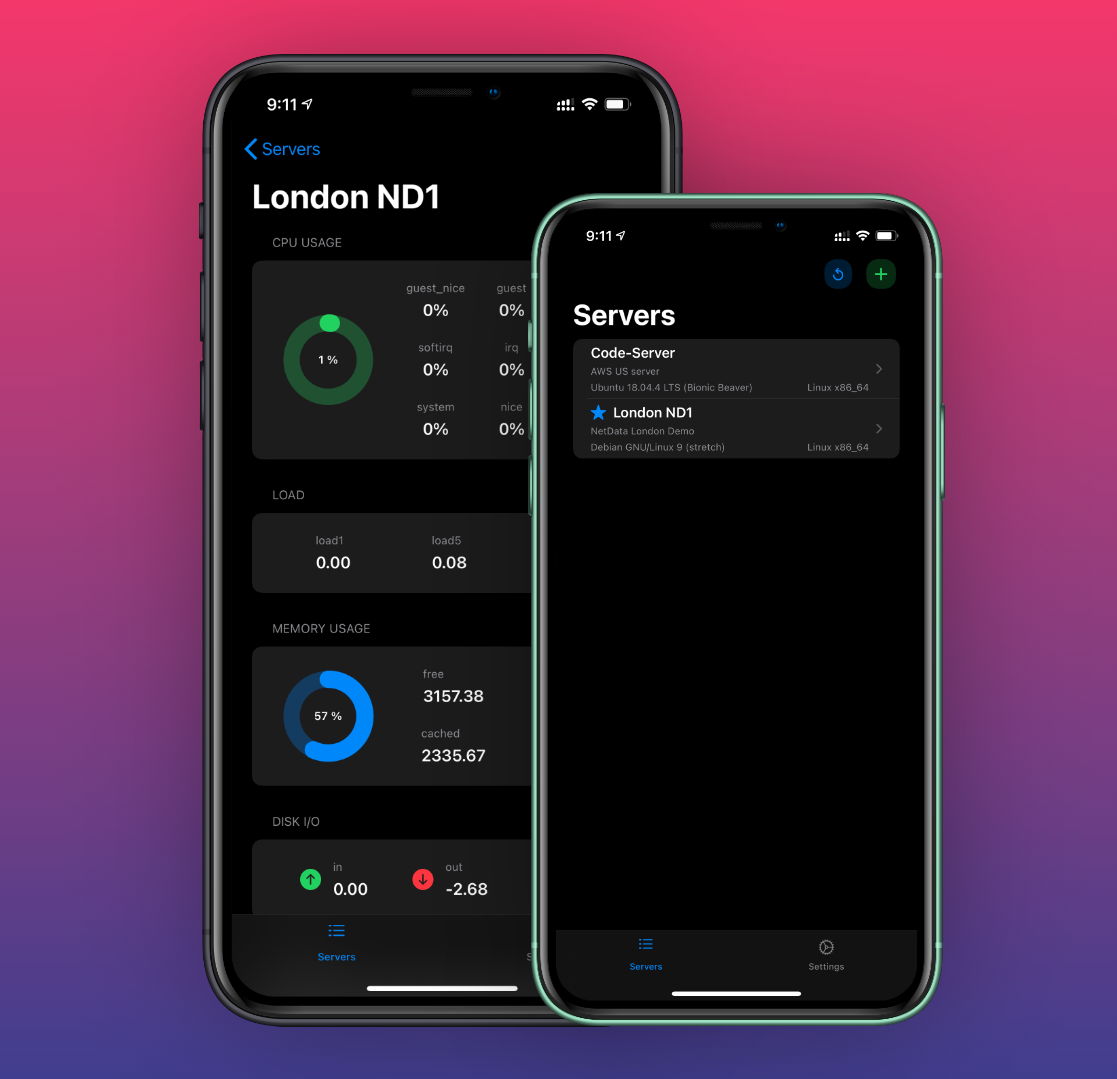 9:11
Servers
London ND1
CPU USAGE
guest_nice guest
0% 0%
1 %
softirq irq
0% 0%
system nice
0% 0%
LOAD
load1 load5
0.00 0.08
MEMORY USAGE
57 %
free
3157.38
cached
2335.67
DISK I/O
in out
0.00 -2.68
Servers
9:11
Servers
Code-Server
AWS US server
Ubuntu 18.04.4 LTS (Bionic Beaver) Linux x86_64
London ND1
NetData London Demo
Debian GNU/Linux 9 (stretch) Linux x86_64
Servers Settings